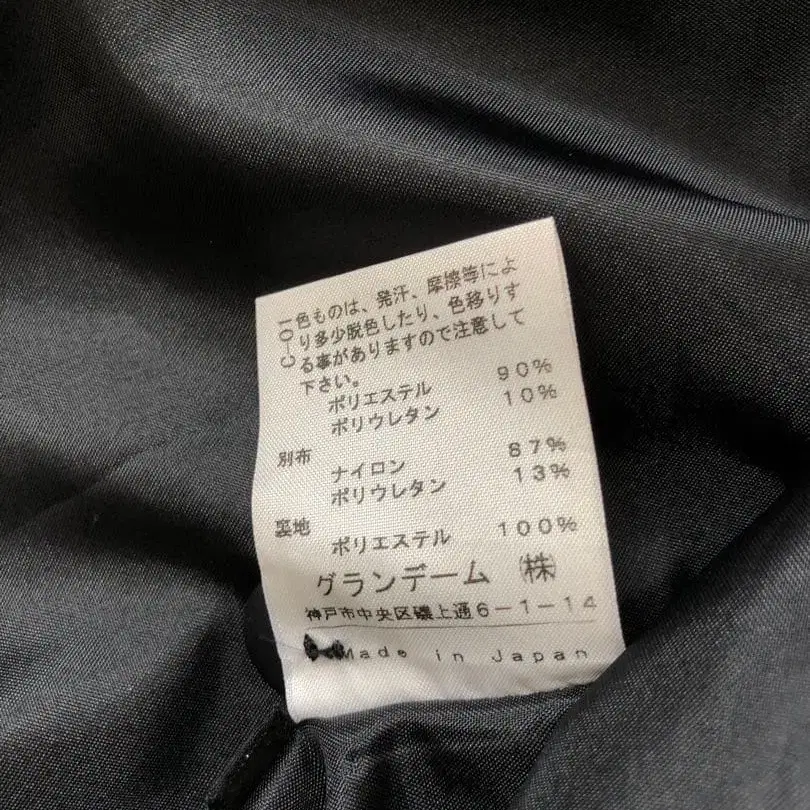 C-01
色ものは、発汗、摩擦等によ
り多少脱色したり、色移りす
る事がありますので注意して
下さい。
ポリエステル 90%
ポリウレタン 10%
別布
ナイロン 87%
ポリウレタン 13%
裏地
ポリエステル 100%
グランデーム ㈱
神戸市中央区磯上通6-1-14
Made in Japan